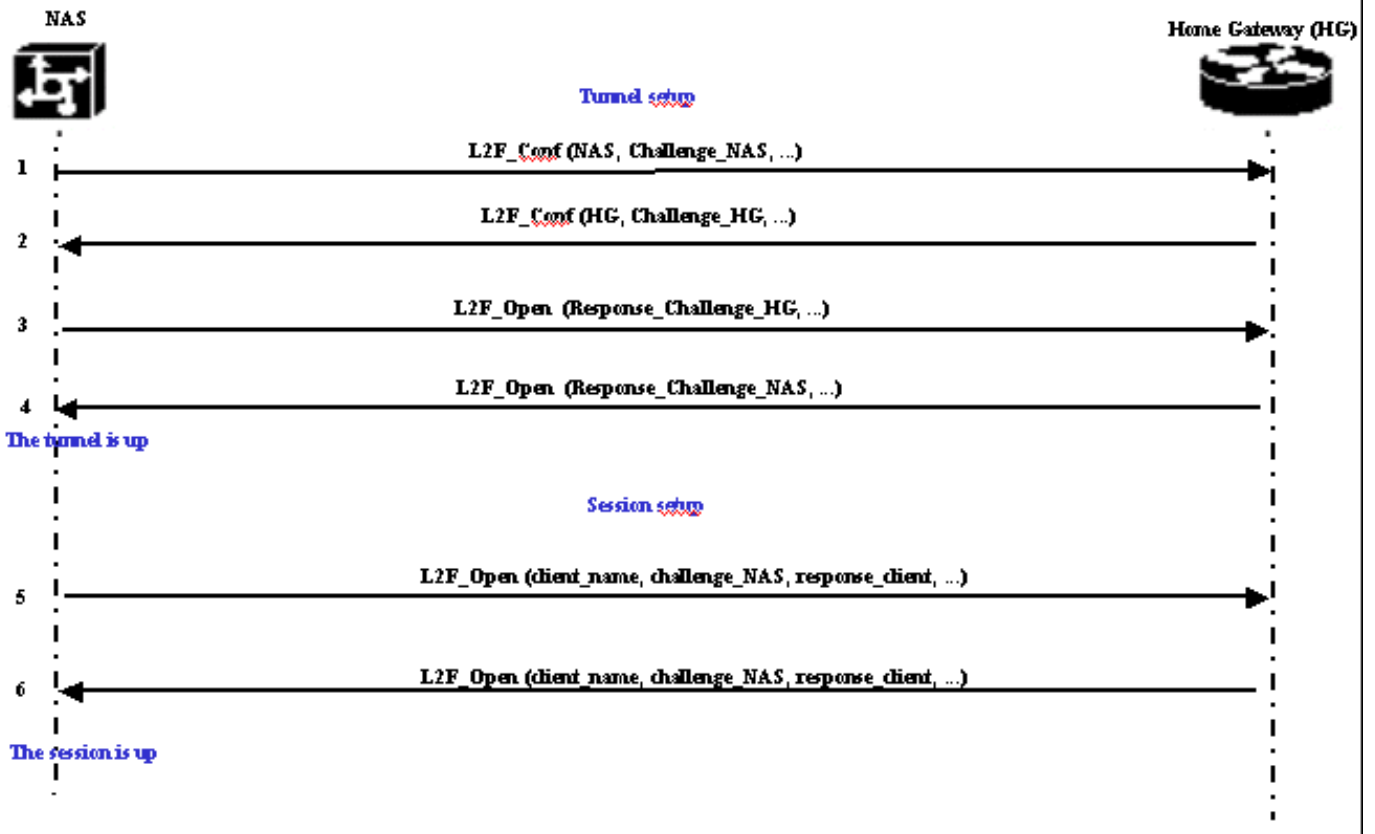 NAS
Home Gateway (HG)
Tunnel setup
1
L2F_Conf (NAS, Challenge_NAS, ...)
L2F_Conf (HG, Challenge_HG, ...)
2
L2F_Open (Response_Challenge_HG, ...)
3
L2F_Open (Response_Challenge_NAS, ...)
4
The tunnel is up
Session setup
L2F_Open (client_name, challenge_NAS, response_client, ...)
5
L2F_Open (client_name, challenge_NAS, response_client, ...)
6
The session is up